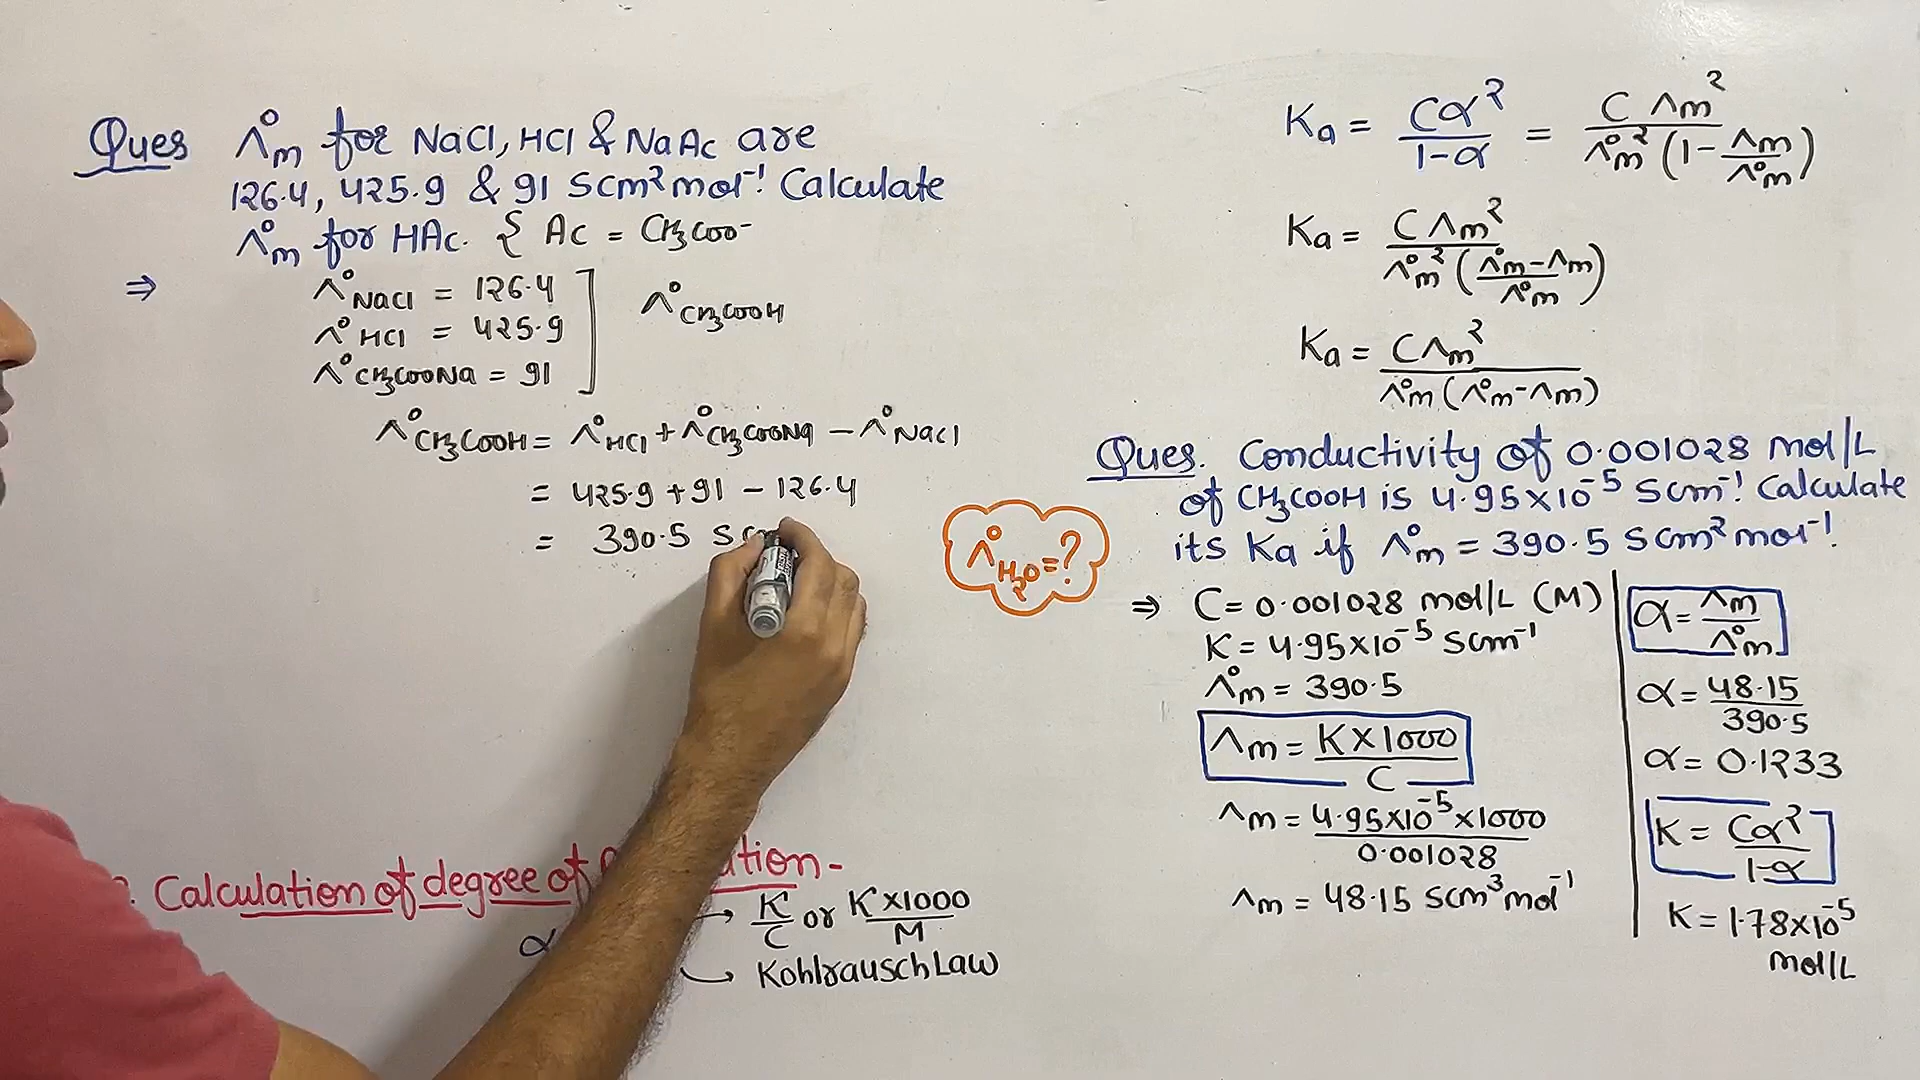 Ques Λ°m for NaCl, HCl & NaAc are
126.4, 425.9 & 91 Scm² mol⁻¹ Calculate
Λ°m for HAc. { Ac = CH₃COO⁻
⇒ Λ°NaCl = 126.4
Λ°HCl = 425.9
Λ°CH₃COONa = 91
] Λ°CH₃COOH
Λ°CH₃COOH = Λ°HCl + Λ°CH₃COONa − Λ°NaCl
= 425.9 + 91 − 126.4
= 390.5
Calculation of degree of
α
→ K/C or K×1000/M
→ Kohlrausch Law
Λ°H₂O = ?
Ka = Cα²/1-α = C Λm²/Λ°m² (1 - Λm/Λ°m)
Ka = C Λm²/Λ°m² (Λ°m - Λm/Λ°m)
Ka = C Λm²/Λ°m (Λ°m - Λm)
Ques. Conductivity of 0.001028 mol/L
of CH₃COOH is 4.95×10⁻⁵ Scm⁻¹. Calculate
its Ka if Λ°m = 390.5 S cm² mol⁻¹.
⇒ C = 0.001028 mol/L (M)
K = 4.95×10⁻⁵ Scm⁻¹
Λ°m = 390.5
Λm = K×1000/C
Λm = 4.95×10⁻⁵×1000/0.001028
Λm = 48.15 Scm³ mol⁻¹
α = Λm/Λ°m
α = 48.15/390.5
α = 0.1233
K = Cα²/1-α
K = 1.78×10⁻⁵
mol/L